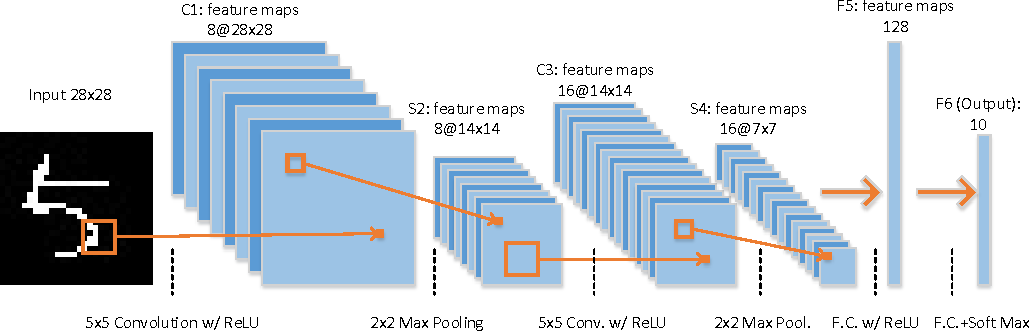 C1: feature maps
8@28x28
Input 28x28
S2: feature maps
8@14x14
C3: feature maps
16@14x14
S4: feature maps
16@7x7
F5: feature maps
128
F6 (Output):
10
5x5 Convolution w/ ReLU
2x2 Max Pooling
5x5 Conv. w/ ReLU
2x2 Max Pool.
F.C. w/ ReLU
F.C.+Soft Max